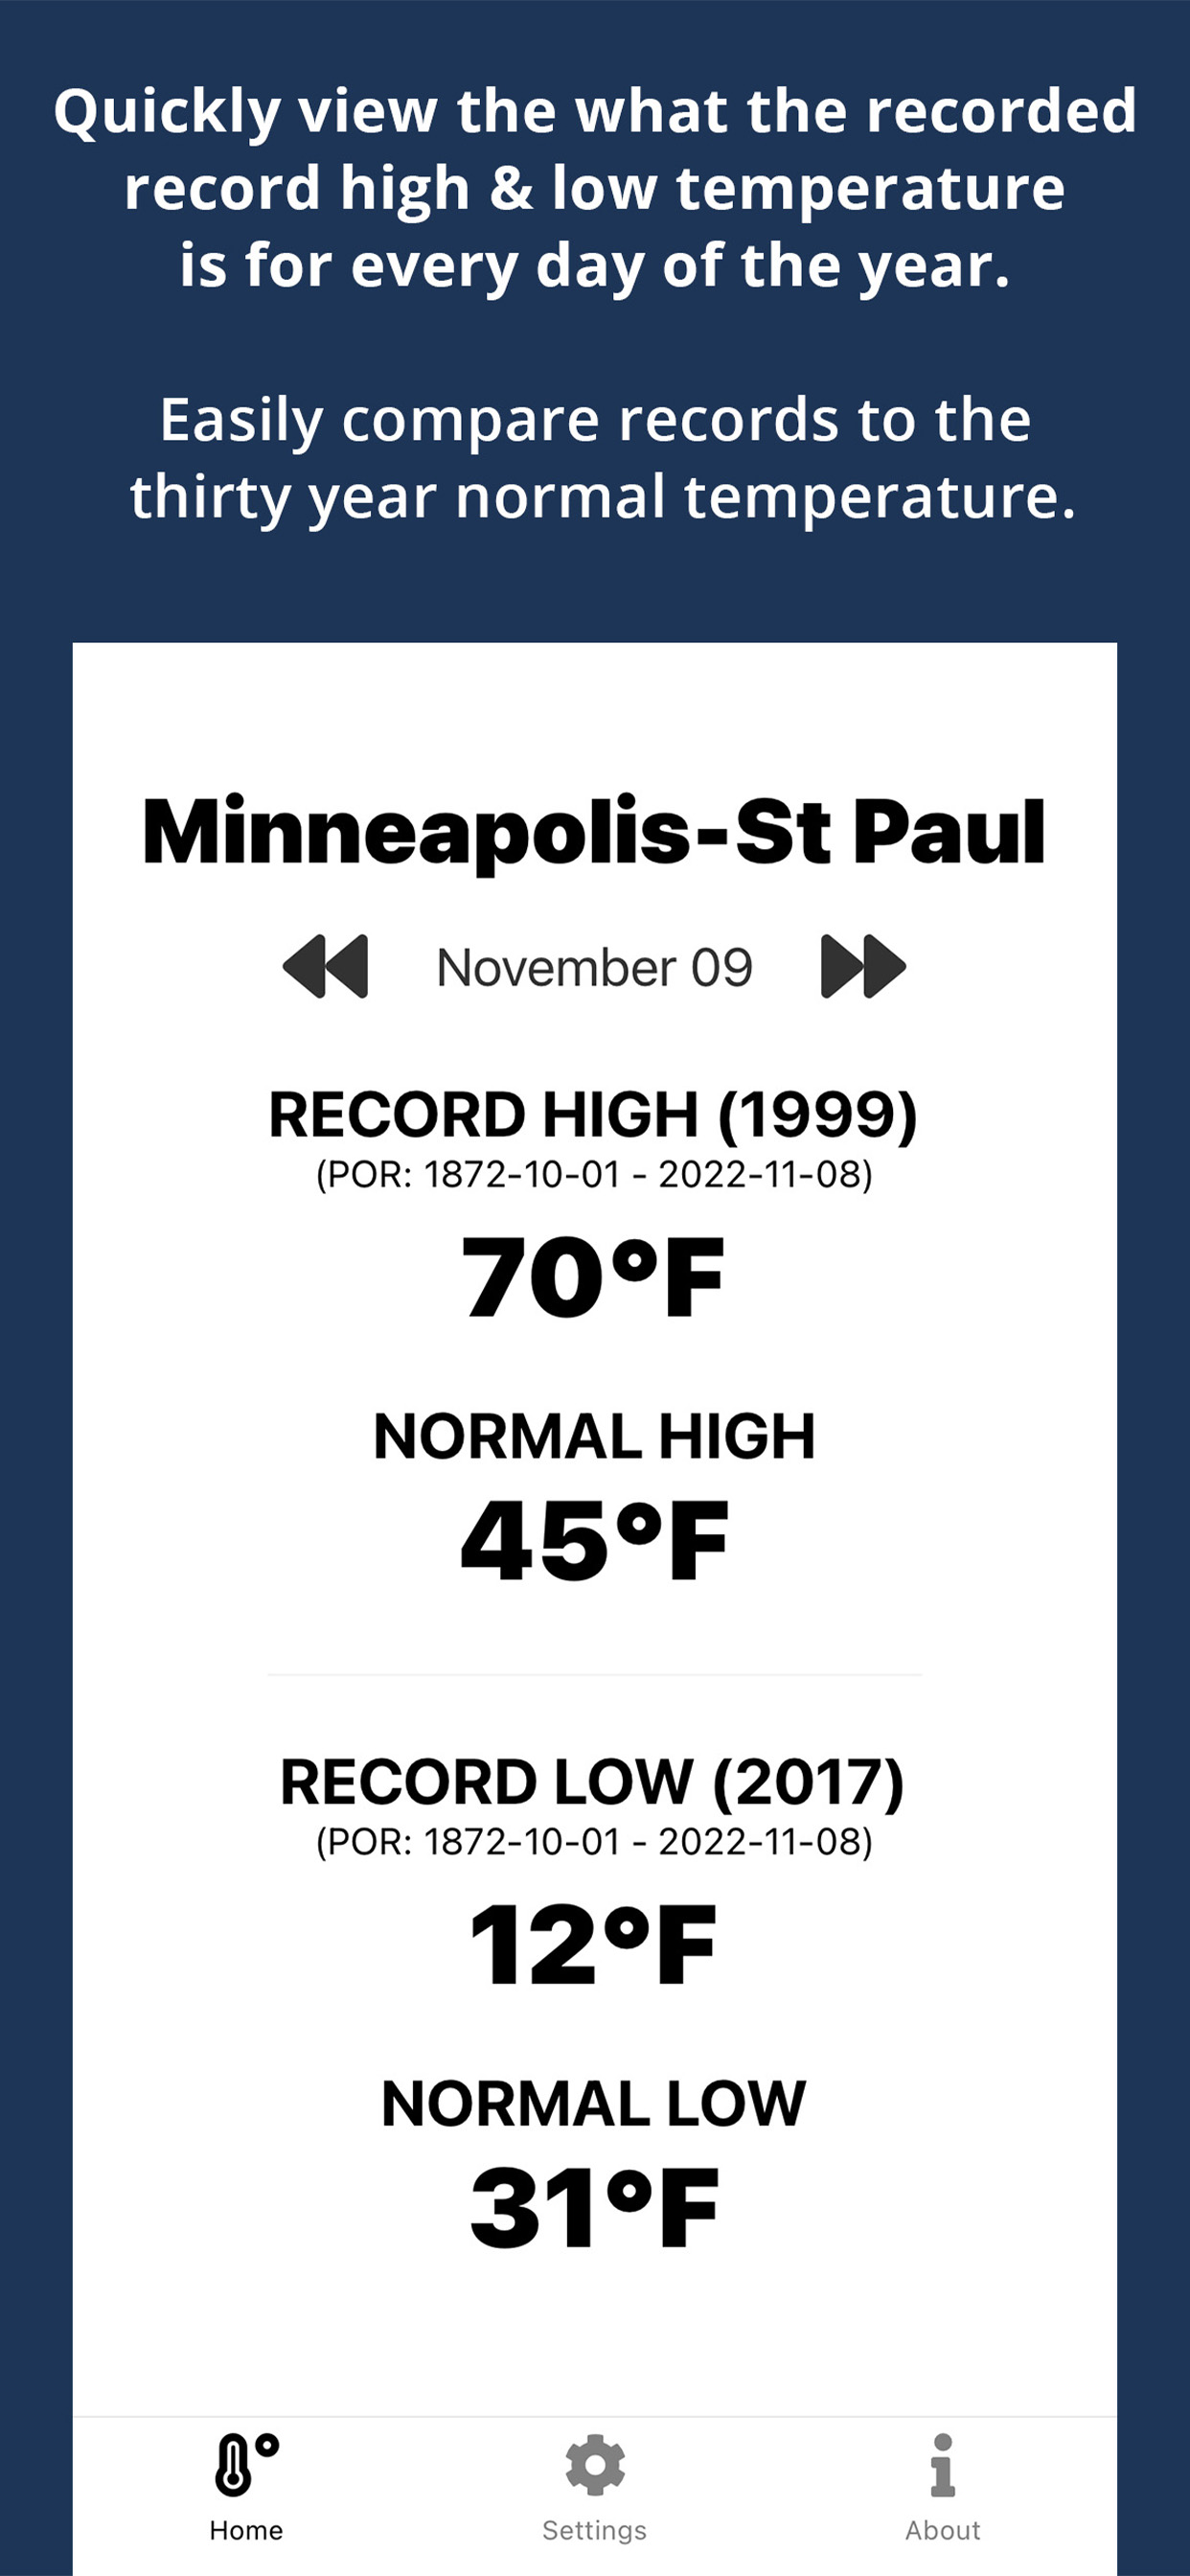 Quickly view the what the recorded
record high & low temperature
is for every day of the year.
Easily compare records to the
thirty year normal temperature.
Minneapolis-St Paul
November 09
RECORD HIGH (1999)
(POR: 1872-10-01 - 2022-11-08)
70°F
NORMAL HIGH
45°F
RECORD LOW (2017)
(POR: 1872-10-01 - 2022-11-08)
12°F
NORMAL LOW
31°F
Home Settings About